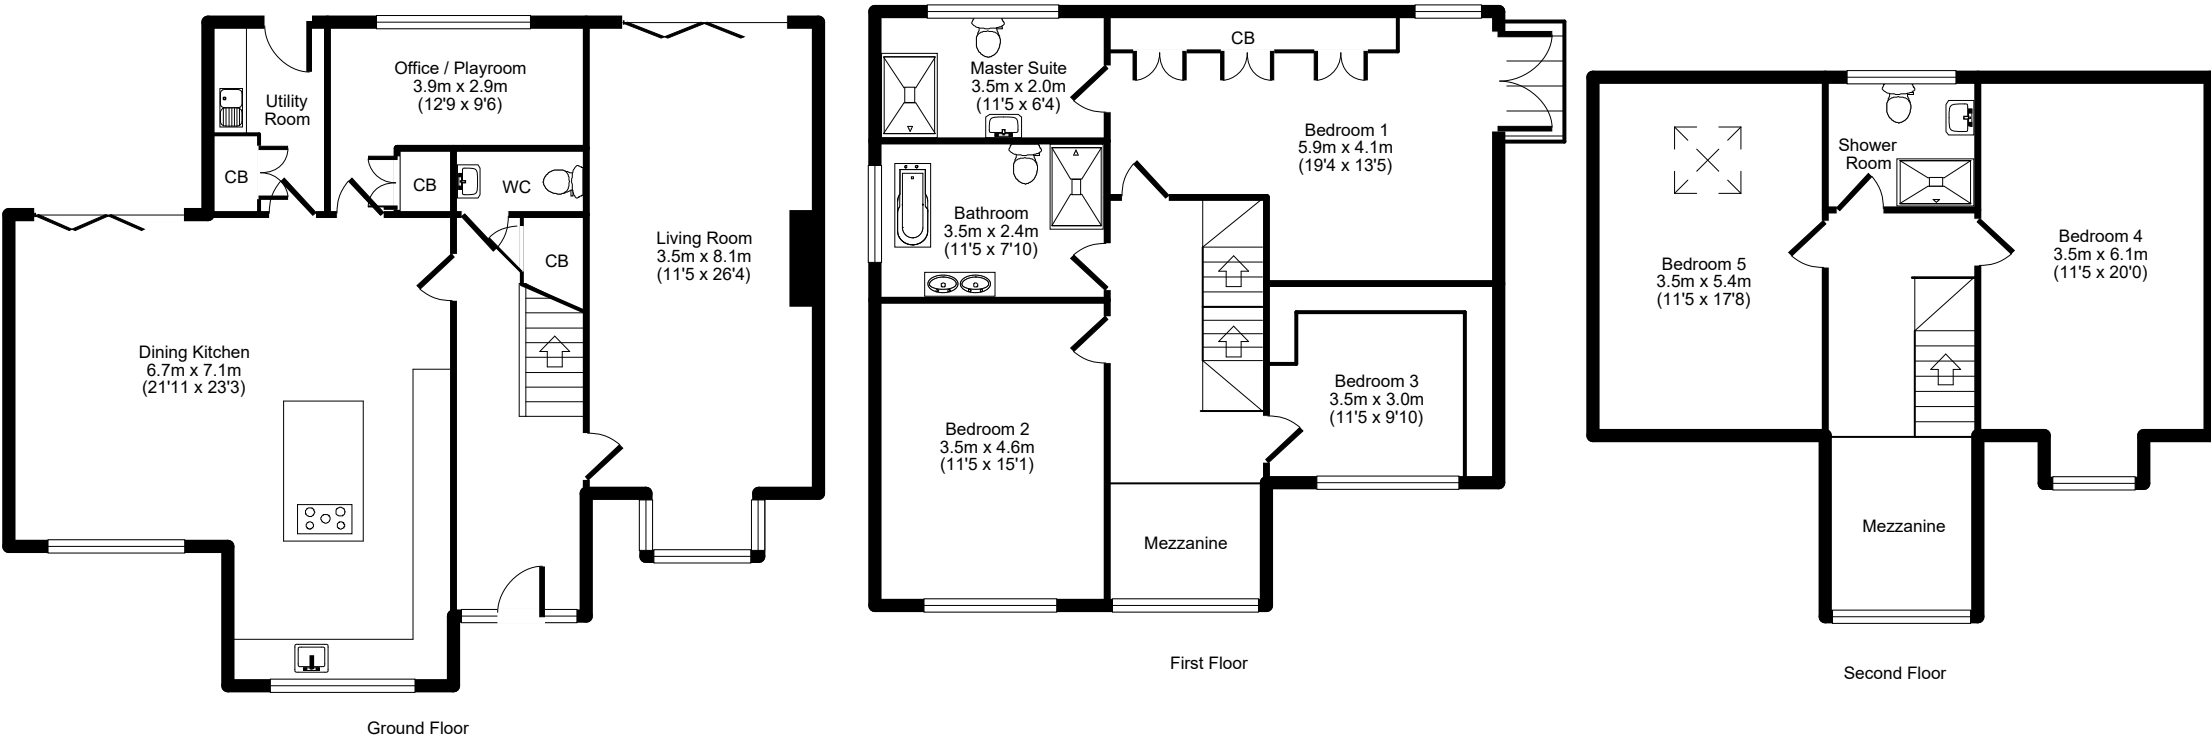 Office / Playroom
3.9m x 2.9m
(12'9 x 9'6)
Utility
Room
CB
CB
WC
CB
Living Room
3.5m x 8.1m
(11'5 x 26'4)
Dining Kitchen
6.7m x 7.1m
(21'11 x 23'3)
Ground Floor
CB
Master Suite
3.5m x 2.0m
(11'5 x 6'4)
Bedroom 1
5.9m x 4.1m
(19'4 x 13'5)
Bathroom
3.5m x 2.4m
(11'5 x 7'10)
Bedroom 3
3.5m x 3.0m
(11'5 x 9'10)
Bedroom 2
3.5m x 4.6m
(11'5 x 15'1)
Mezzanine
First Floor
Shower
Room
Bedroom 4
3.5m x 6.1m
(11'5 x 20'0)
Bedroom 5
3.5m x 5.4m
(11'5 x 17'8)
Mezzanine
Second Floor